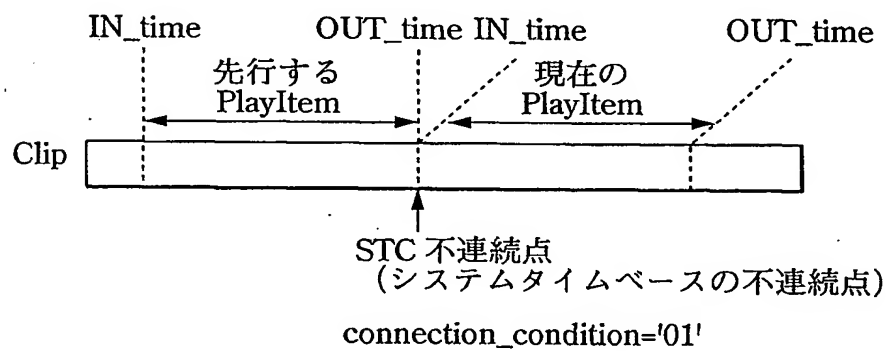 IN_time OUT_time IN_time OUT_time
先行する 現在の
PlayItem PlayItem
Clip
STC 不連続点
(システムタイムベースの不連続点)
connection_condition='01'